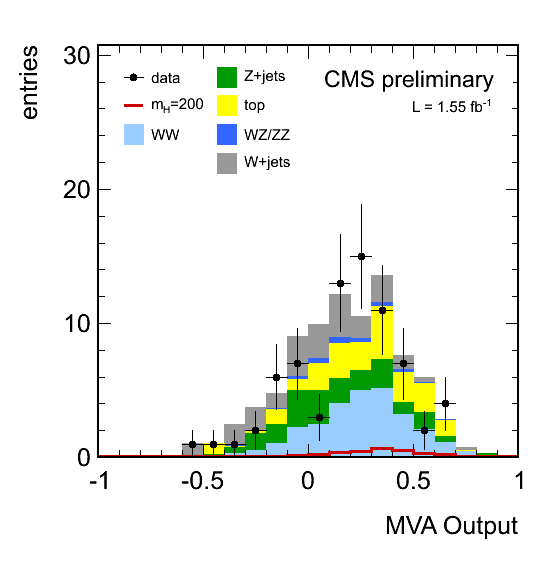 entries
30
20
10
0
data
m_H=200
WW
Z+jets
top
WZ/ZZ
W+jets
CMS preliminary
L = 1.55 fb⁻¹
-1 -0.5 0 0.5 1
MVA Output